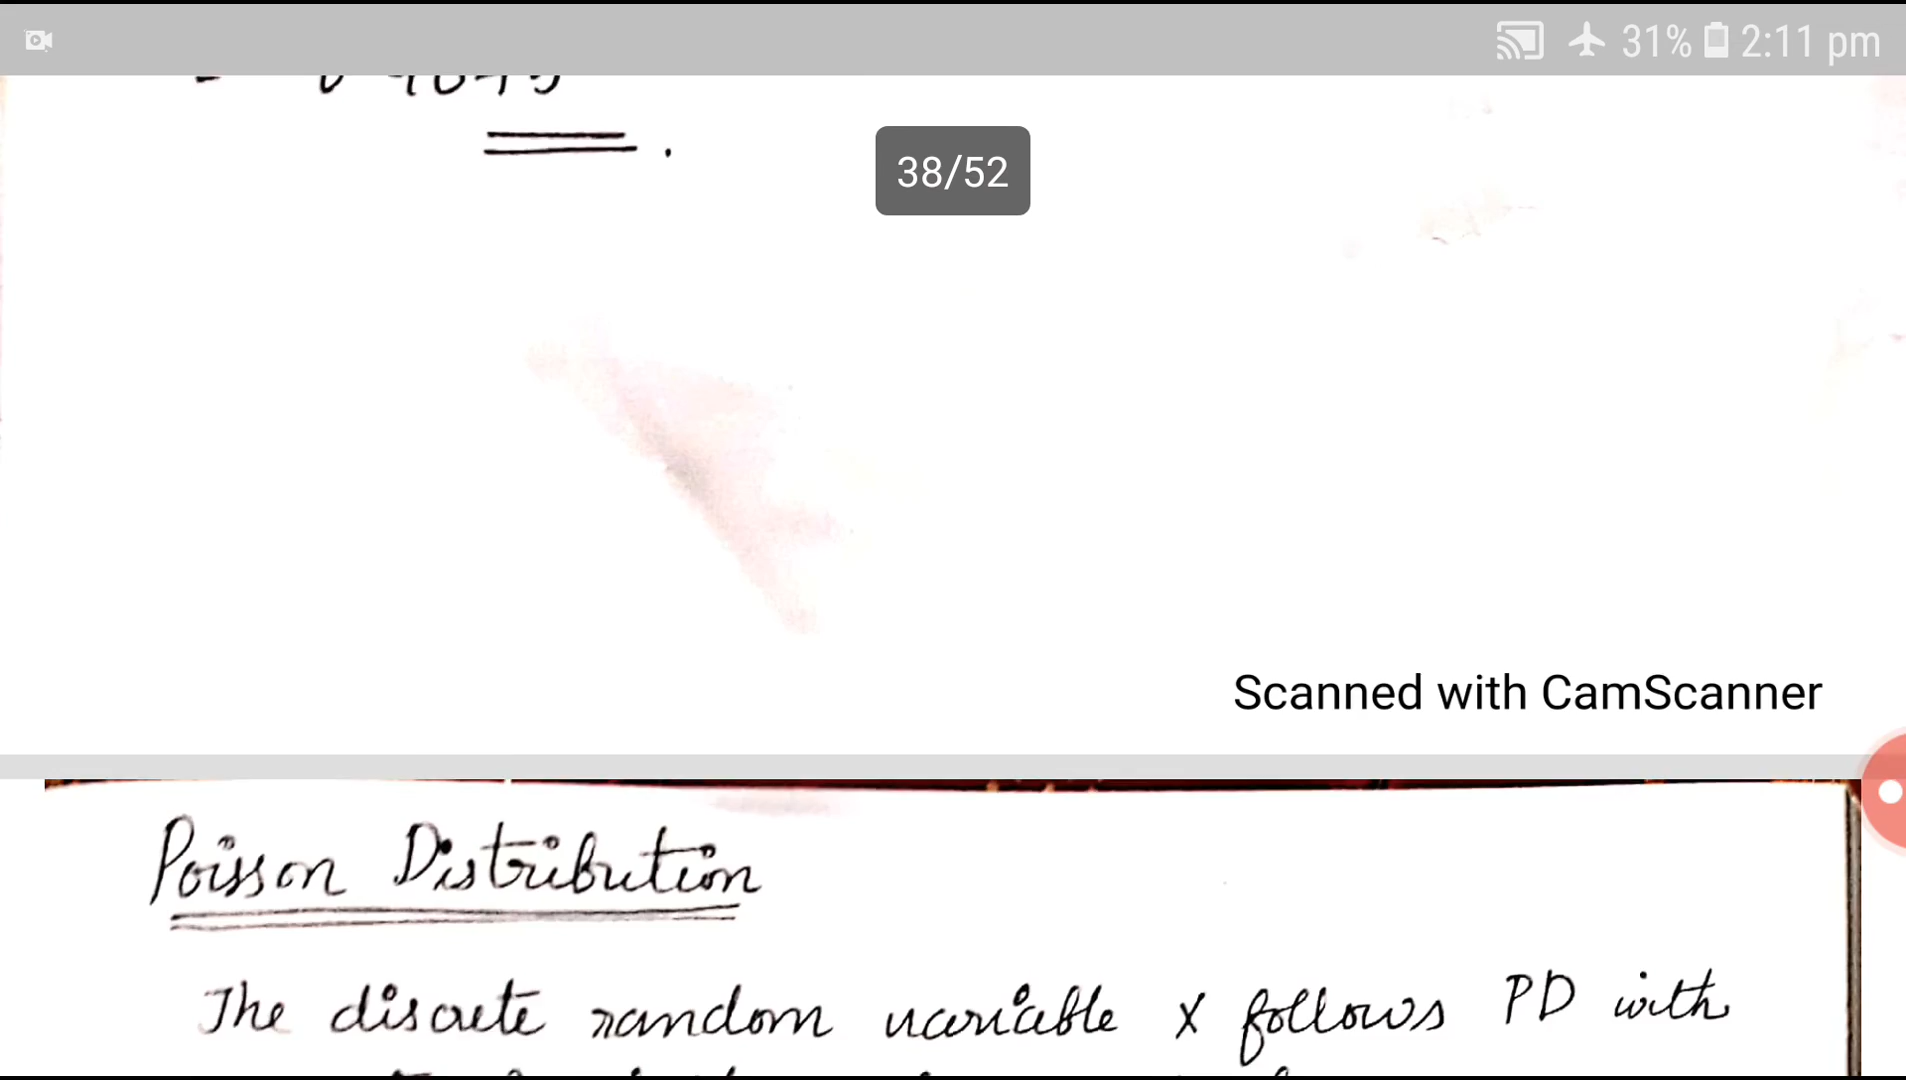 31% 2:11 pm
38/52
Scanned with CamScanner
Poisson Distribution
The discrete random variable x follows PD with